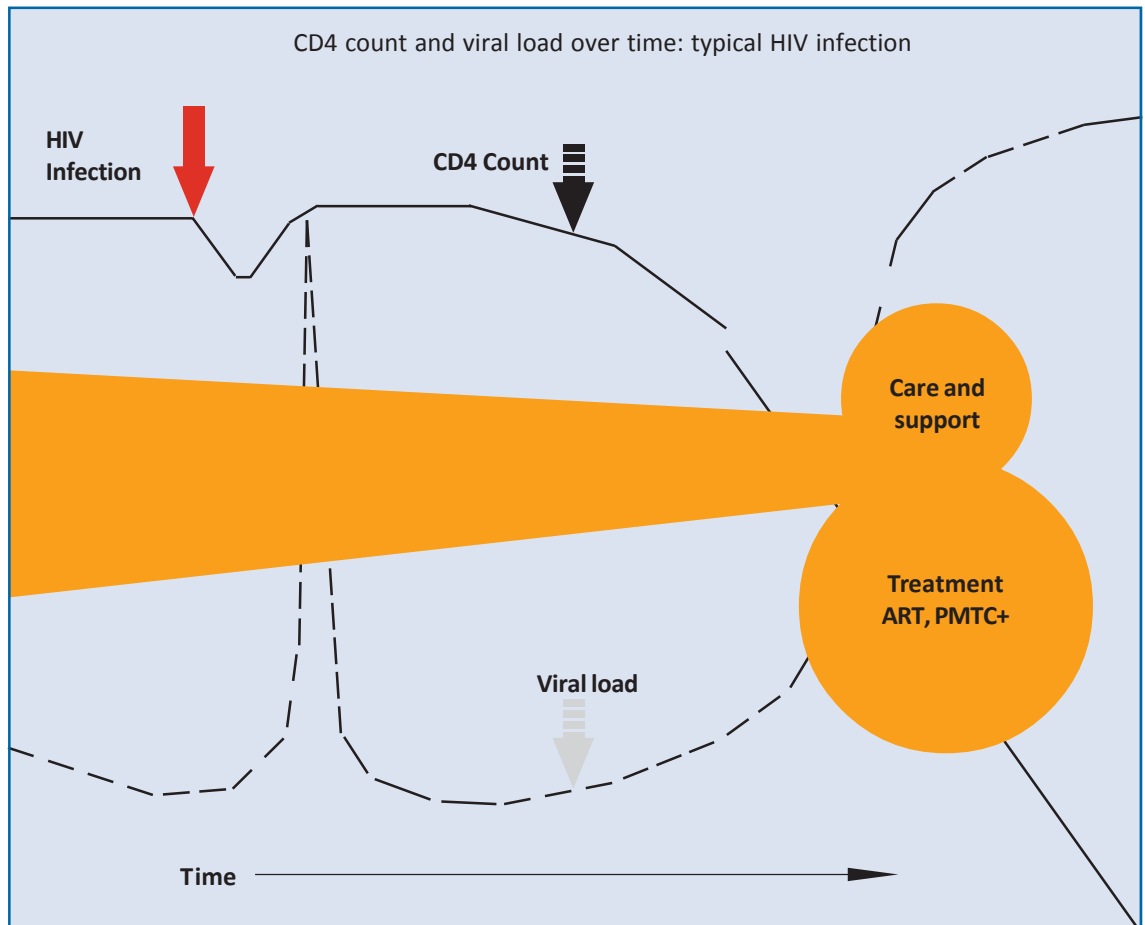 CD4 count and viral load over time: typical HIV infection
HIV
Infection
CD4 Count
Care and
support
Treatment
ART, PMTC+
Viral load
Time